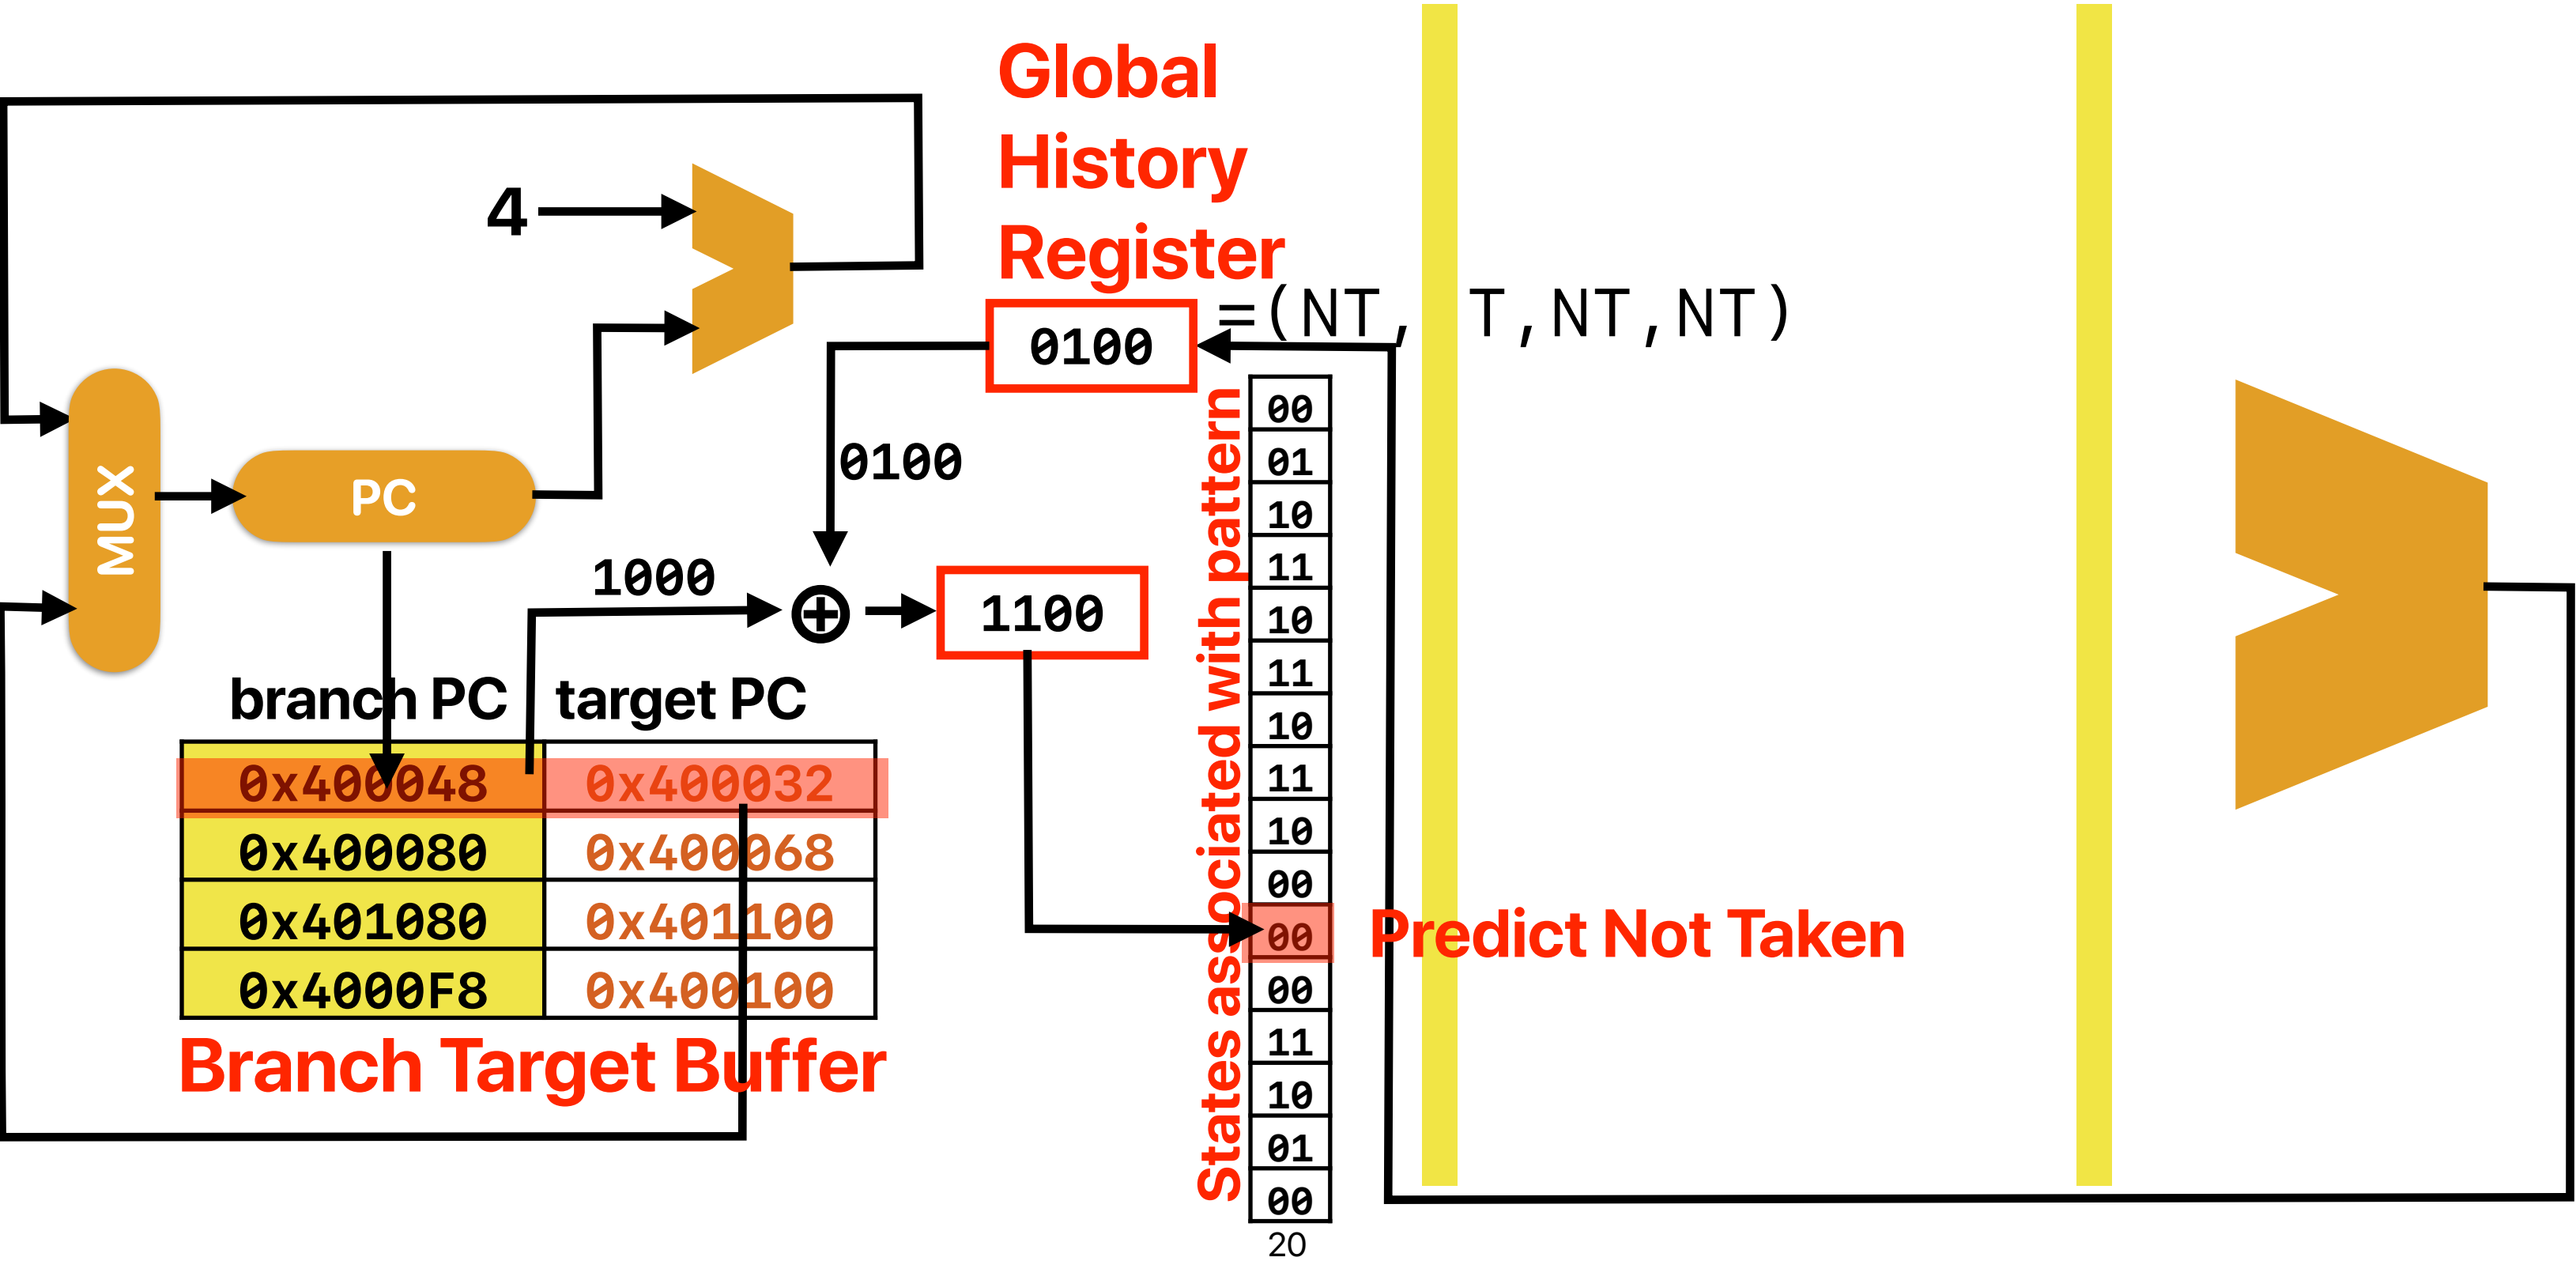 Global
History
Register
=(NT, T,NT,NT)
4
0100
0100
MUX
PC
1000
1100
branch PC target PC
0x400048 0x400032
0x400080 0x400068
0x401080 0x401100
0x4000F8 0x400100
Branch Target Buffer
States associated with pattern
00
01
10
11
10
11
10
11
10
00
00
00
11
10
01
00
Predict Not Taken
20